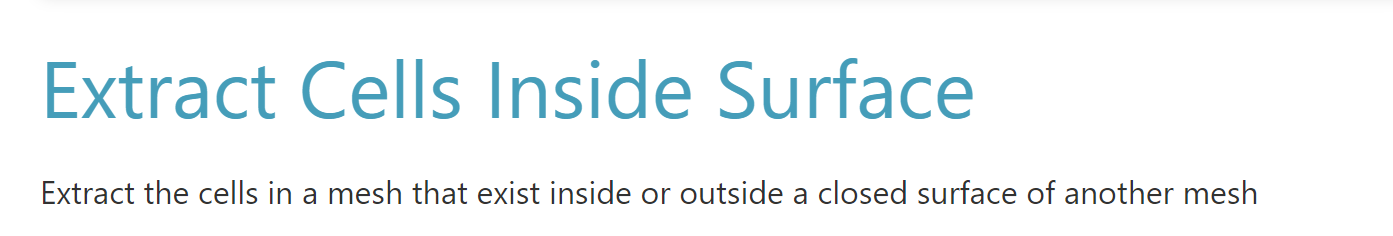 Extract Cells Inside Surface
Extract the cells in a mesh that exist inside or outside a closed surface of another mesh